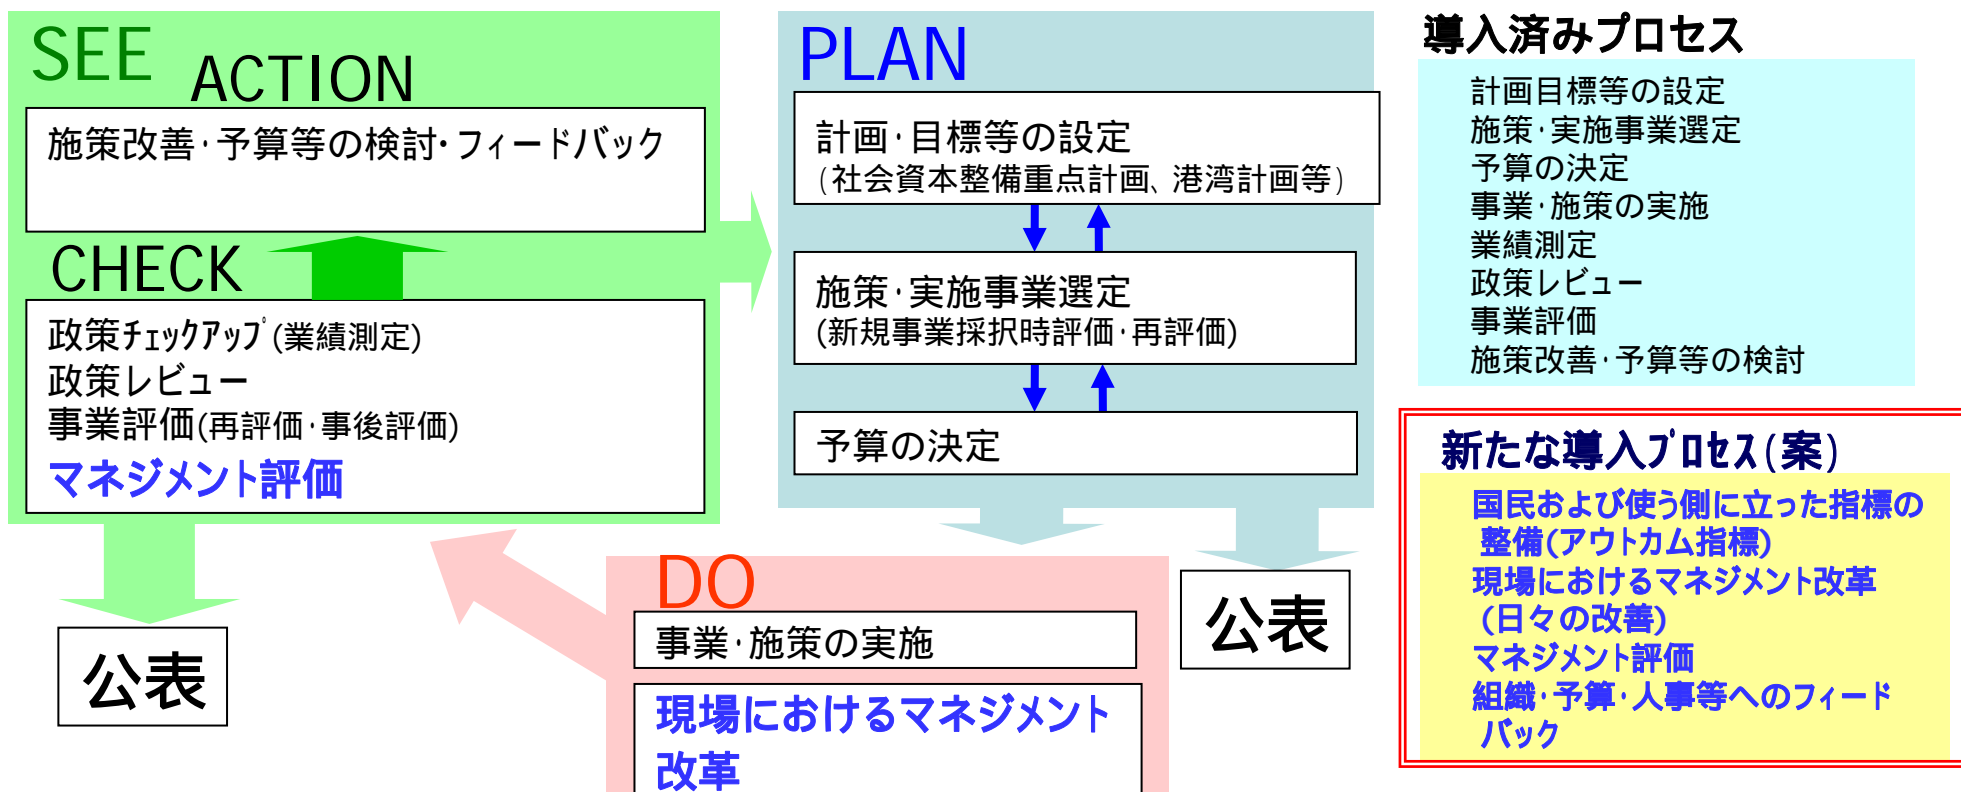 SEE
ACTION
施策改善・予算等の検討・フィードバック
CHECK
政策ﾁｪｯｸｱｯﾌﾟ(業績測定)
政策レビュー
事業評価(再評価・事後評価)
マネジメント評価
公表
PLAN
計画・目標等の設定
(社会資本整備重点計画、港湾計画等)
施策・実施事業選定
(新規事業採択時評価・再評価)
予算の決定
公表
DO
事業・施策の実施
現場におけるマネジメント
改革
導入済みプロセス
計画目標等の設定
施策・実施事業選定
予算の決定
事業・施策の実施
業績測定
政策レビュー
事業評価
施策改善・予算等の検討
新たな導入ﾌﾟﾛｾｽ(案)
国民および使う側に立った指標の
整備(アウトカム指標)
現場におけるマネジメント改革
(日々の改善)
マネジメント評価
組織・予算・人事等へのフィード
バック